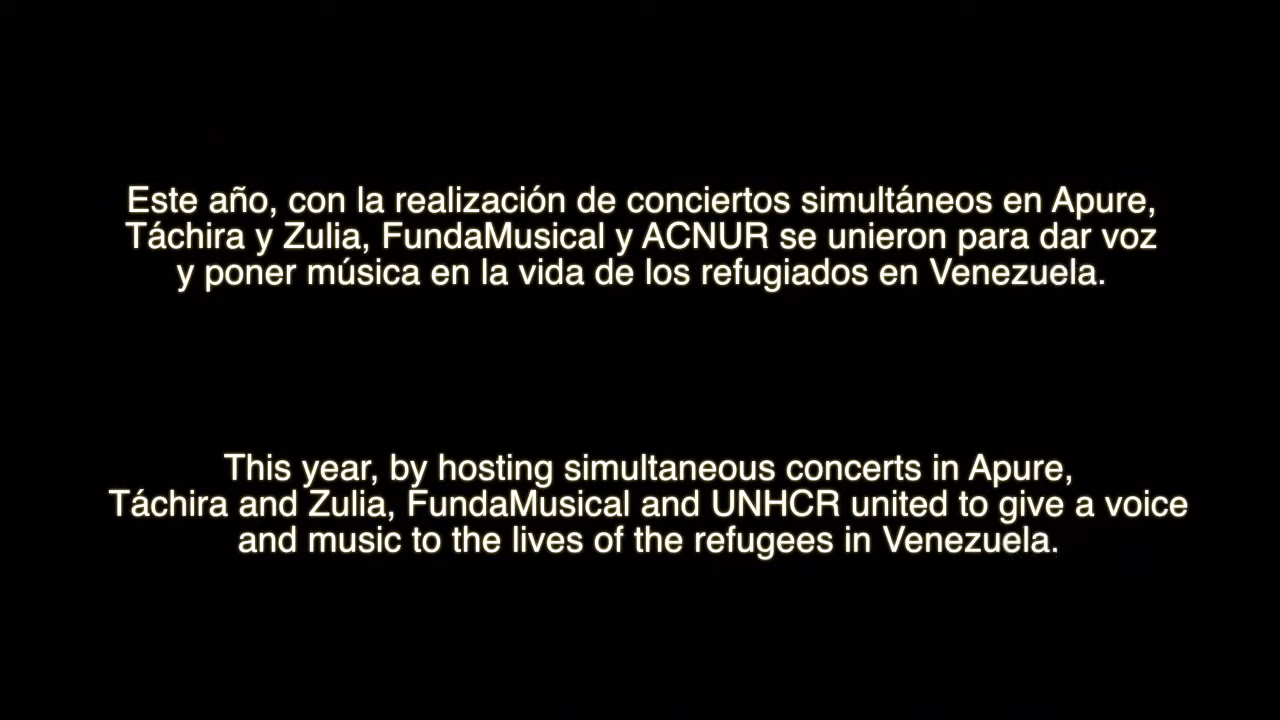 Este año, con la realización de conciertos simultáneos en Apure,
Táchira y Zulia, FundaMusical y ACNUR se unieron para dar voz
y poner música en la vida de los refugiados en Venezuela.
This year, by hosting simultaneous concerts in Apure,
Táchira and Zulia, FundaMusical and UNHCR united to give a voice
and music to the lives of the refugees in Venezuela.